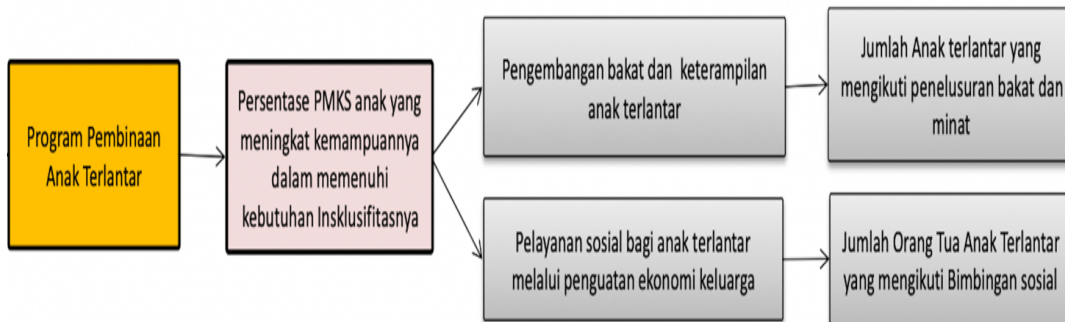 Program Pembinaan
Anak Terlantar
Persentase PMKS anak yang
meningkat kemampuannya
dalam memenuhi
kebutuhan Insklusifitasnya
Pengembangan bakat dan keterampilan
anak terlantar
Jumlah Anak terlantar yang
mengikuti penelusuran bakat dan
minat
Pelayanan sosial bagi anak terlantar
melalui penguatan ekonomi keluarga
Jumlah Orang Tua Anak Terlantar
yang mengikuti Bimbingan sosial